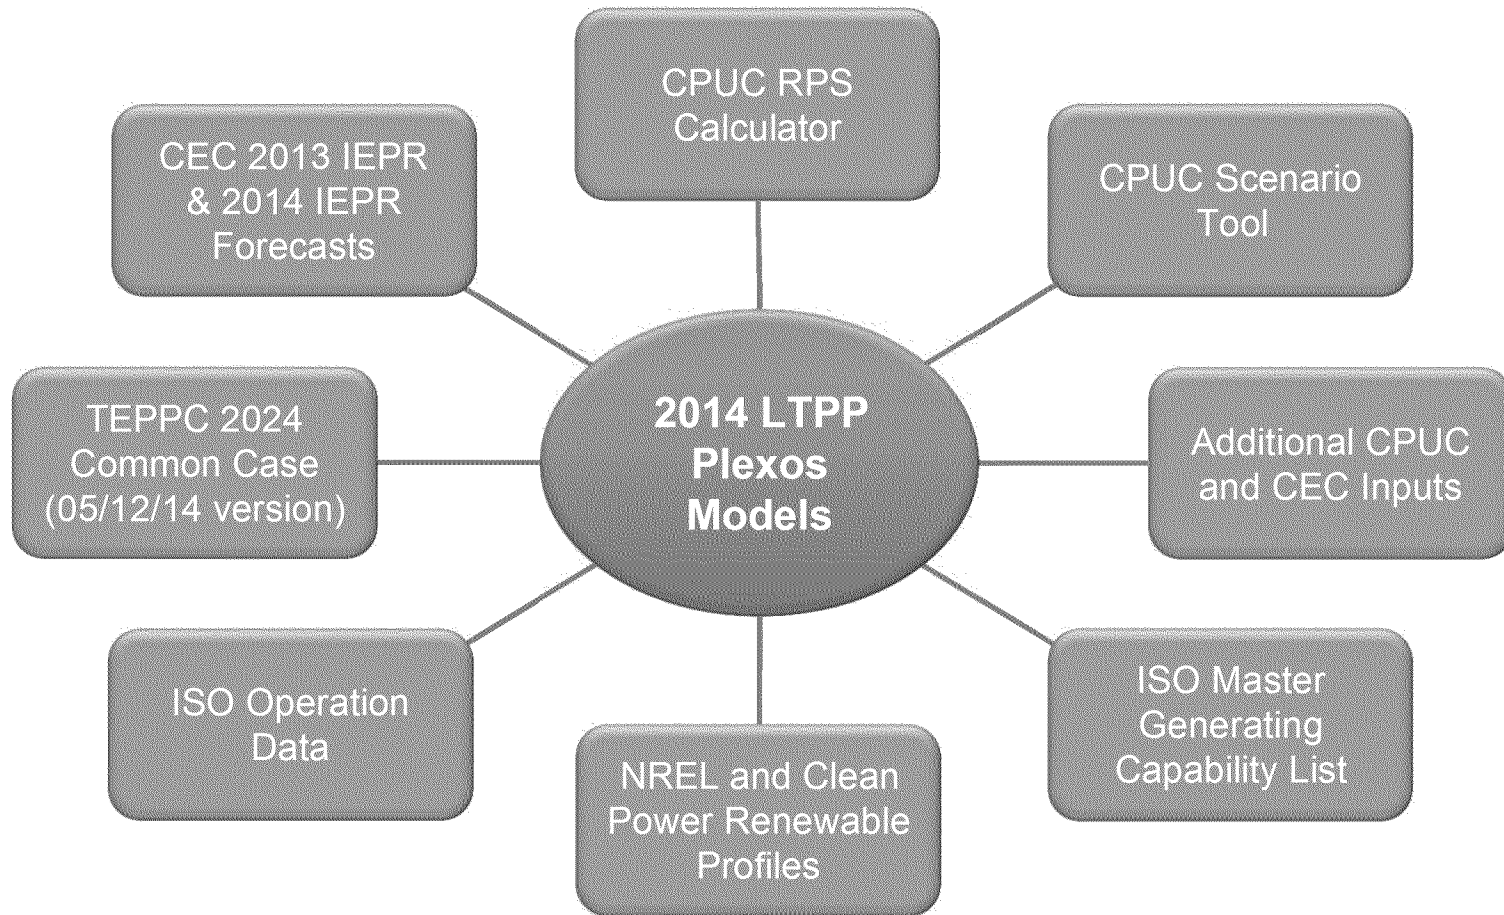 CPUC RPS
Calculator
CEC 2013 IEPR
& 2014 IEPR
Forecasts
CPUC Scenario
Tool
TEPPC 2024
Common Case
(05/12/14 version)
2014 LTPP
Plexos
Models
Additional CPUC
and CEC Inputs
ISO Operation
Data
ISO Master
Generating
Capability List
NREL and Clean
Power Renewable
Profiles